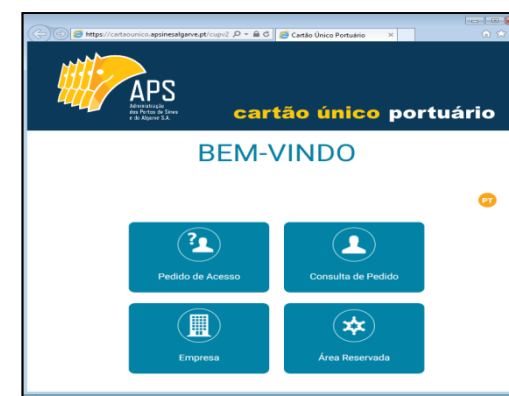 https://cartaounico.apsinesalgarve.pt/cupv2
Cartão Único Portuário
APS
Administração
dos Portos de Sines
e do Algarve S.A.
cartão único portuário
BEM-VINDO
PT
Pedido de Acesso
Consulta de Pedido
Empresa
Área Reservada